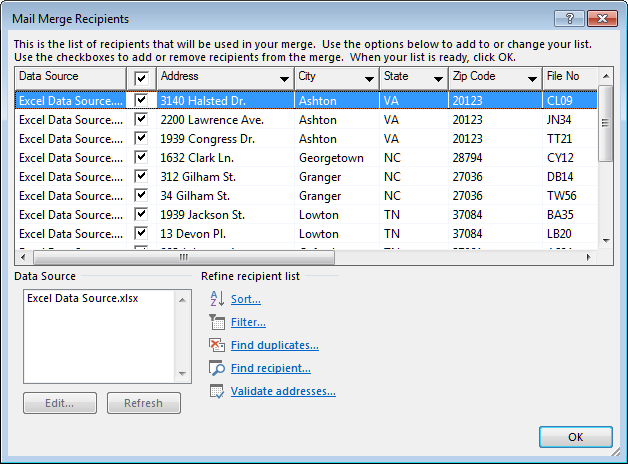 Mail Merge Recipients
This is the list of recipients that will be used in your merge. Use the options below to add to or change your list.
Use the checkboxes to add or remove recipients from the merge. When your list is ready, click OK.
Data Source Address City State Zip Code File No
Excel Data Source.... 3140 Halsted Dr. Ashton VA 20123 CL09
Excel Data Source.... 2200 Lawrence Ave. Ashton VA 20123 JN34
Excel Data Source.... 1939 Congress Dr. Ashton VA 20123 TT21
Excel Data Source.... 1632 Clark Ln. Georgetown NC 28794 CY12
Excel Data Source.... 312 Gilham St. Granger NC 27036 DB14
Excel Data Source.... 34 Gilham St. Granger NC 27036 TW56
Excel Data Source.... 1939 Jackson St. Lowton TN 37084 BA35
Excel Data Source.... 13 Devon Pl. Lowton TN 37084 LB20
Data Source
Excel Data Source.xlsx
Edit...
Refresh
Refine recipient list
Sort...
Filter...
Find duplicates...
Find recipient...
Validate addresses...
OK